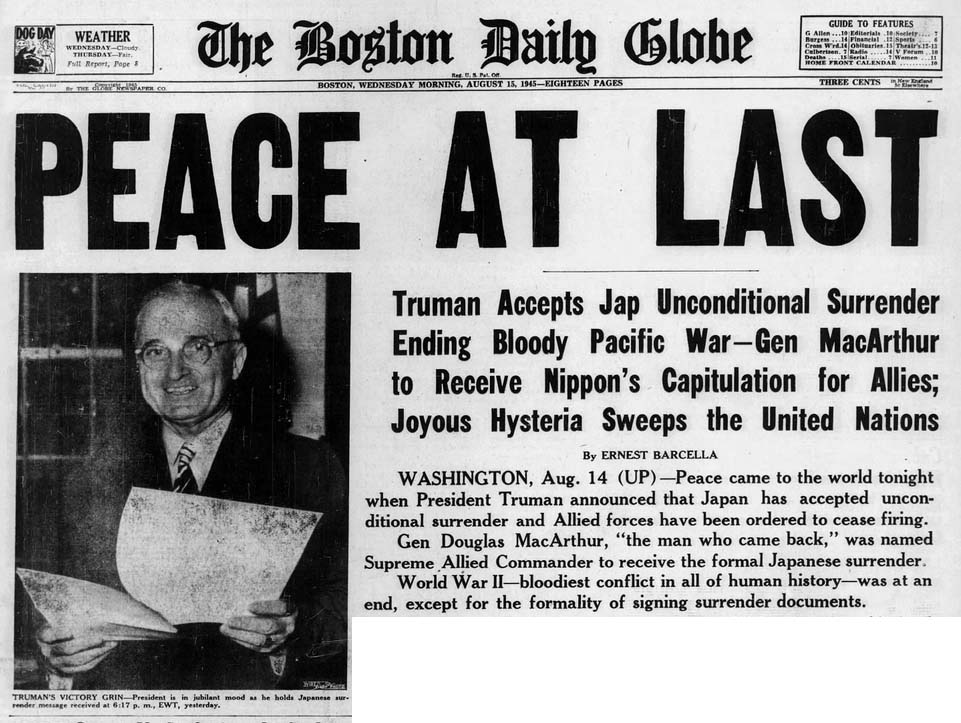 DOG DAY
WEATHER
WEDNESDAY—Cloudy.
THURSDAY—Fair.
Full Report, Page 8
The Boston Daily Globe
Reg. U. S. Pat. Off.
GUIDE TO FEATURES
G Allen ...10 Editorials ..10 Society... 7
Burgess ...14 Financial ..12 Sports .... 6
Cross W'rd.14 Obituaries.13 Theat'r.12-13
Culbertson. 7 Radio .....14 V Forum ..10
Deaths ...15 Serial..... 7 Women ...11
HOME FRONT CALENDAR ..........10
By THE GLOBE NEWSPAPER CO.
BOSTON, WEDNESDAY MORNING, AUGUST 15, 1945—EIGHTEEN PAGES
THREE CENTS
In New England
PEACE AT LAST
Truman Accepts Jap Unconditional Surrender
Ending Bloody Pacific War—Gen MacArthur
to Receive Nippon's Capitulation for Allies;
Joyous Hysteria Sweeps the United Nations
By ERNEST BARCELLA
WASHINGTON, Aug. 14 (UP)—Peace came to the world tonight
when President Truman announced that Japan has accepted uncon-
ditional surrender and Allied forces have been ordered to cease firing.
Gen Douglas MacArthur, "the man who came back," was named
Supreme Allied Commander to receive the formal Japanese surrender.
World War II—bloodiest conflict in all of human history—was at an
end, except for the formality of signing surrender documents.
TRUMAN'S VICTORY GRIN—President is in jubilant mood as he holds Japanese sur-
render message received at 6:17 p. m., EWT, yesterday.